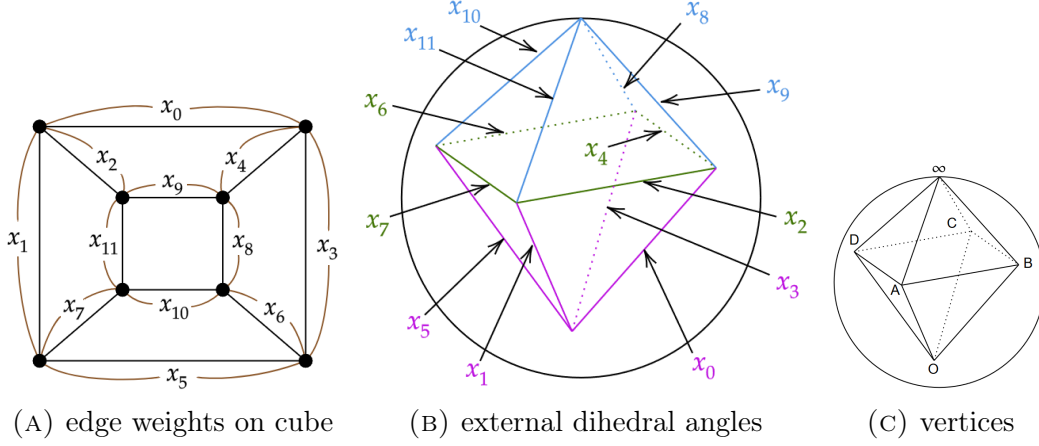 x₀
x₂
x₄
x₉
x₁
x₁₁
x₈
x₃
x₇
x₁₀
x₆
x₅
(A) edge weights on cube
x₁₀
x₈
x₁₁
x₉
x₆
x₄
x₇
x₂
x₃
x₅
x₁
x₀
(B) external dihedral angles
∞
D
C
B
A
O
(C) vertices